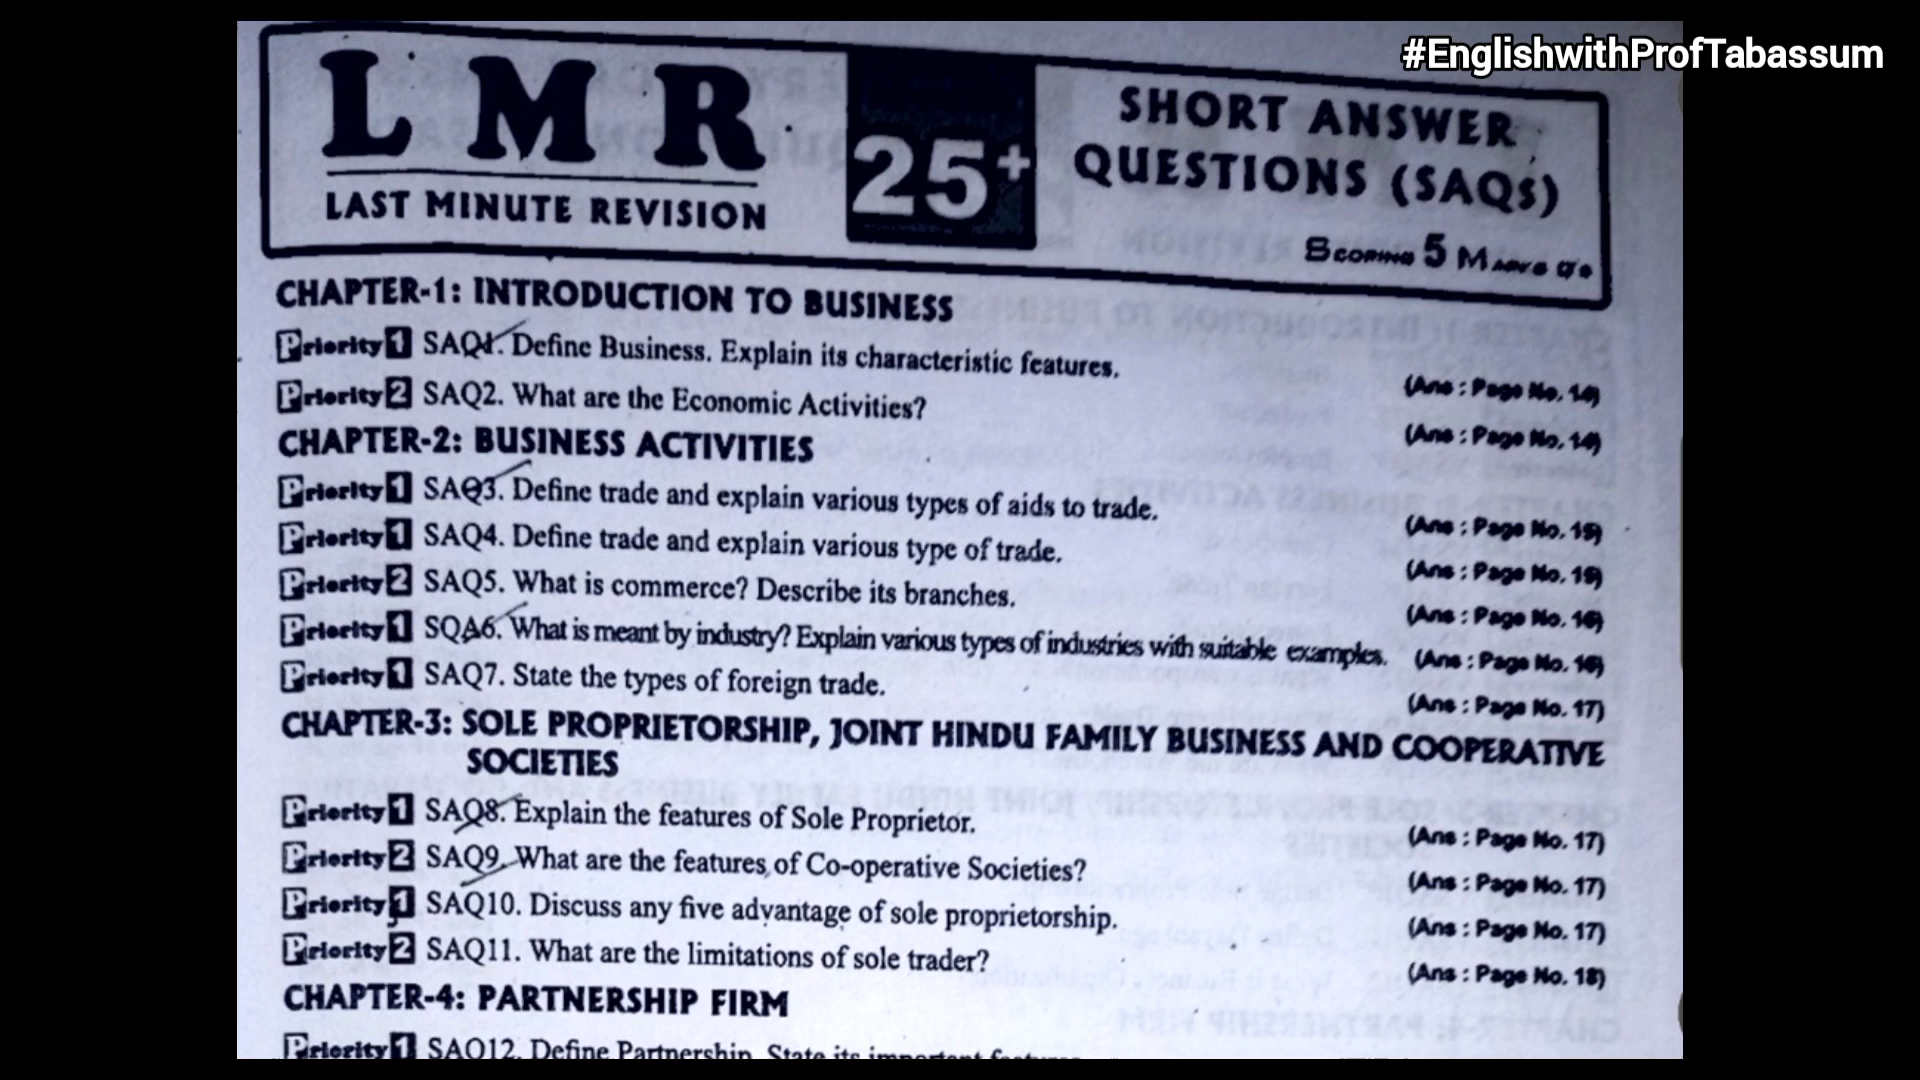 #EnglishwithProfTabassum
L M R
LAST MINUTE REVISION
25+
SHORT ANSWER
QUESTIONS (SAQS)
Scoring 5 Marks
CHAPTER-1: INTRODUCTION TO BUSINESS
Priority 1 SAQ1. Define Business. Explain its characteristic features. (Ans : Page No. 14)
Priority 2 SAQ2. What are the Economic Activities? (Ans : Page No. 14)
CHAPTER-2: BUSINESS ACTIVITIES
Priority 1 SAQ3. Define trade and explain various types of aids to trade. (Ans : Page No. 15)
Priority 1 SAQ4. Define trade and explain various type of trade. (Ans : Page No. 15)
Priority 2 SAQ5. What is commerce? Describe its branches. (Ans : Page No. 16)
Priority 1 SQA6. What is meant by industry? Explain various types of industries with suitable examples. (Ans : Page No. 16)
Priority 1 SAQ7. State the types of foreign trade. (Ans : Page No. 17)
CHAPTER-3: SOLE PROPRIETORSHIP, JOINT HINDU FAMILY BUSINESS AND COOPERATIVE
SOCIETIES
Priority 1 SAQ8. Explain the features of Sole Proprietor. (Ans : Page No. 17)
Priority 2 SAQ9. What are the features of Co-operative Societies? (Ans : Page No. 17)
Priority 1 SAQ10. Discuss any five advantage of sole proprietorship. (Ans : Page No. 17)
Priority 2 SAQ11. What are the limitations of sole trader? (Ans : Page No. 18)
CHAPTER-4: PARTNERSHIP FIRM
Priority 1 SAQ12. Define Partnership. State its important features.